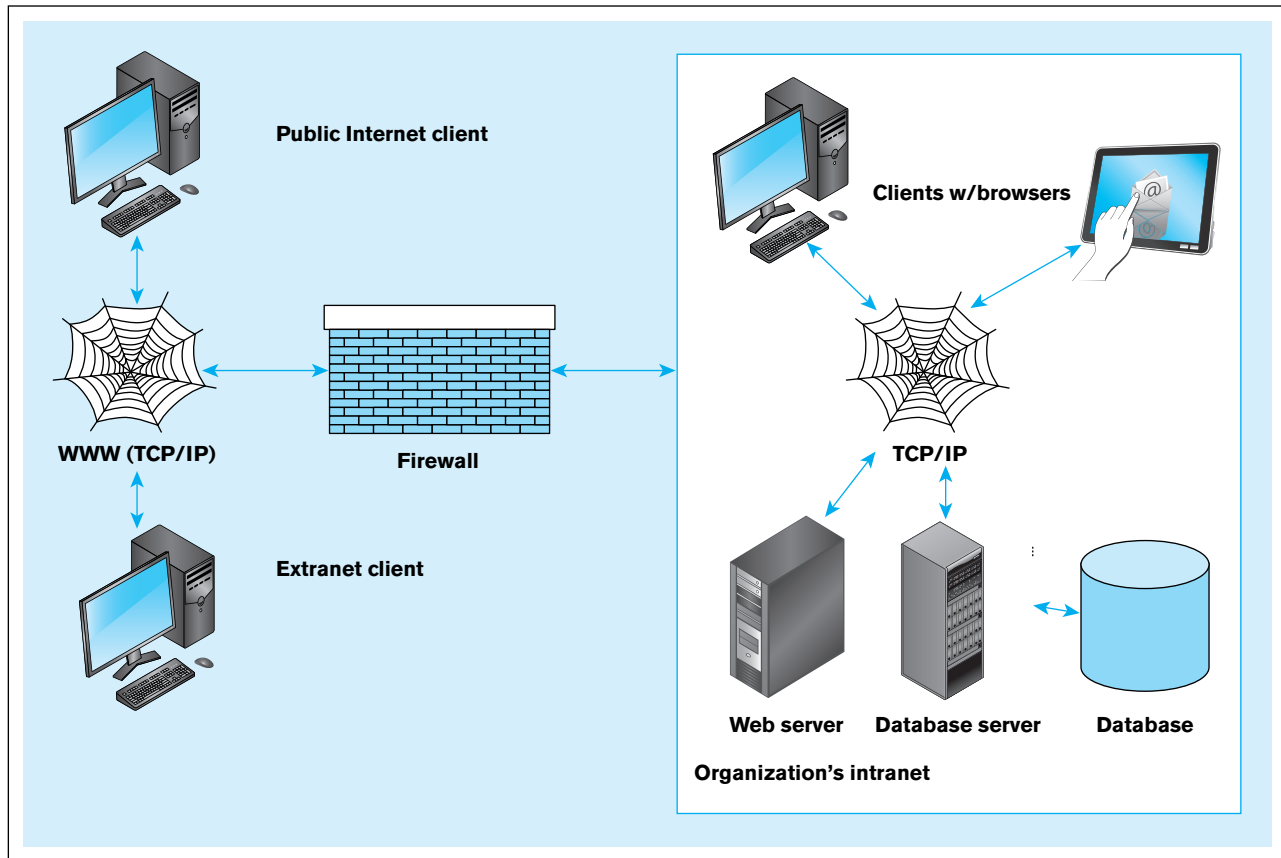 Public Internet client
Clients w/browsers
@
WWW (TCP/IP)
Firewall
TCP/IP
Extranet client
Web server
Database server
Database
Organization's intranet